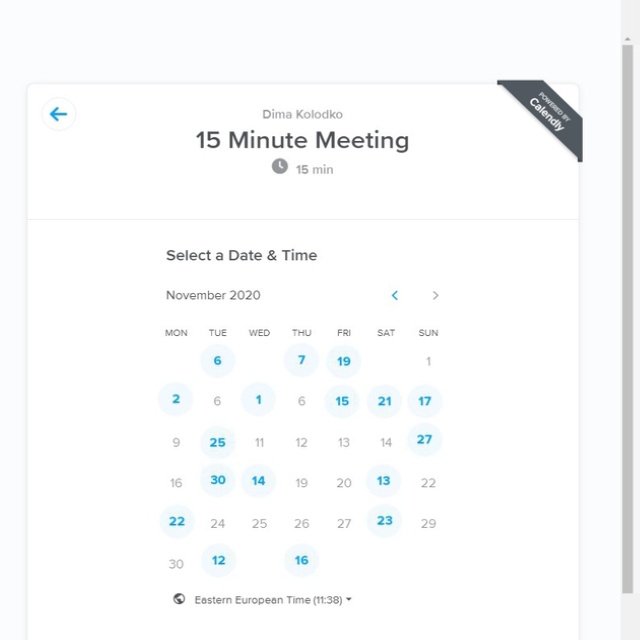 POWERED BY
Calendly
Dima Kolodko
15 Minute Meeting
15 min
Select a Date & Time
November 2020
MON TUE WED THU FRI SAT SUN
6 7 19 1
2 6 1 6 15 21 17
9 25 11 12 13 14 27
16 30 14 19 20 13 22
22 24 25 26 27 23 29
30 12 16
Eastern European Time (11:38)